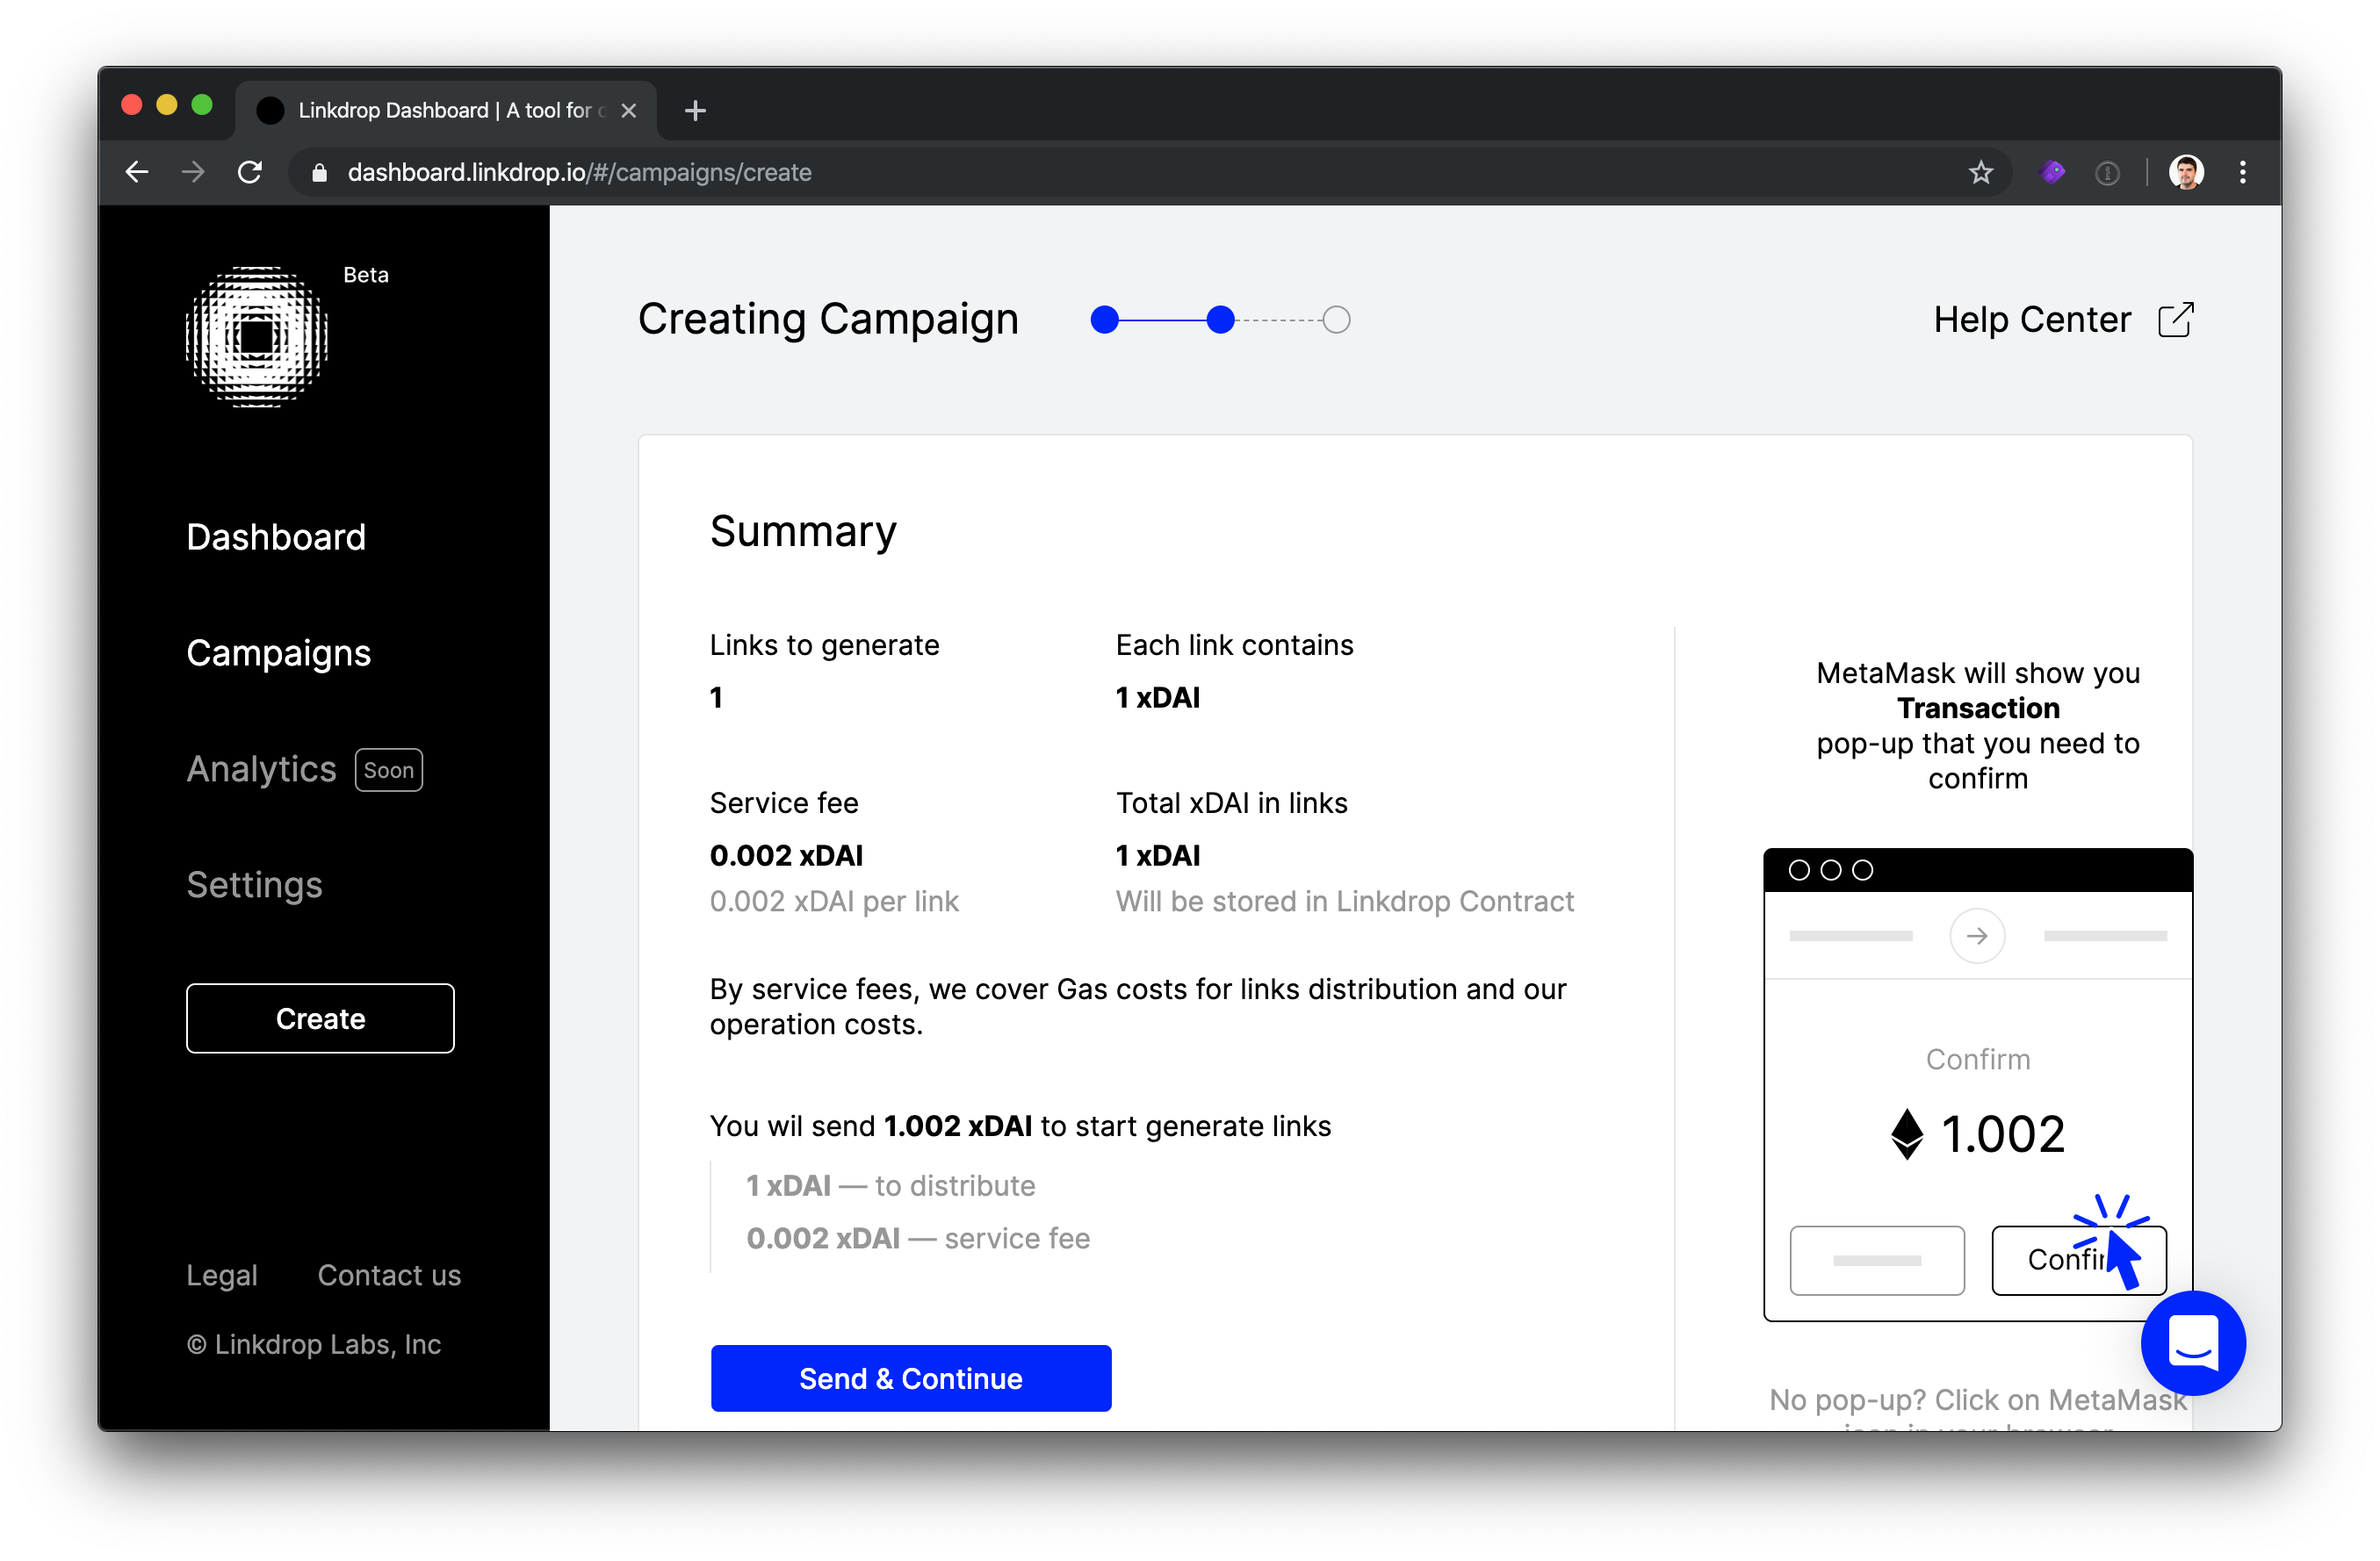 Linkdrop Dashboard | A tool for
dashboard.linkdrop.io/#/campaigns/create
Beta
Dashboard
Campaigns
Analytics Soon
Settings
Create
Legal Contact us
© Linkdrop Labs, Inc
Creating Campaign
Help Center
Summary
Links to generate
1
Each link contains
1 xDAI
Service fee
0.002 xDAI
0.002 xDAI per link
Total xDAI in links
1 xDAI
Will be stored in Linkdrop Contract
By service fees, we cover Gas costs for links distribution and our
operation costs.
You wil send 1.002 xDAI to start generate links
1 xDAI — to distribute
0.002 xDAI — service fee
Send & Continue
MetaMask will show you
Transaction
pop-up that you need to
confirm
Confirm
1.002
No pop-up? Click on MetaMask
icon in your browser